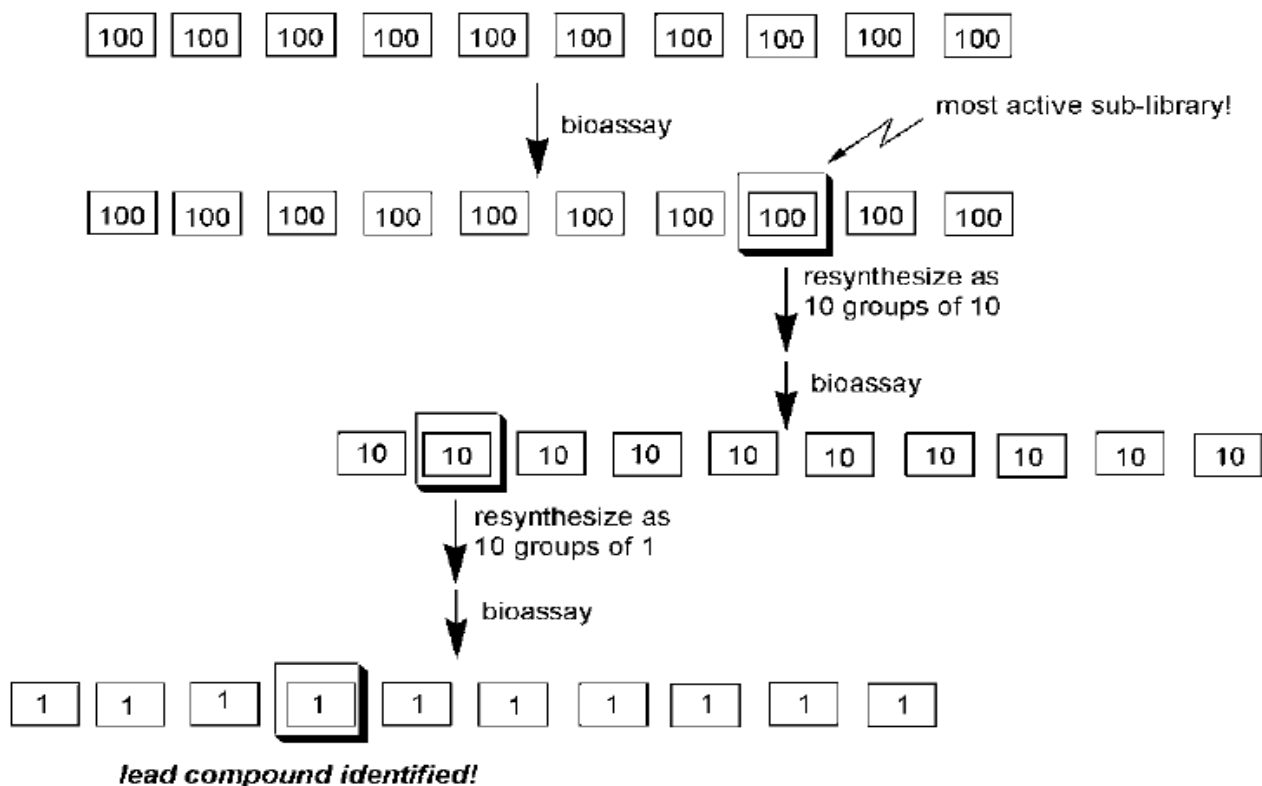 100 100 100 100 100 100 100 100 100 100
most active sub-library!
bioassay
100 100 100 100 100 100 100 100 100 100
resynthesize as
10 groups of 10
bioassay
10 10 10 10 10 10 10 10 10 10
resynthesize as
10 groups of 1
bioassay
1 1 1 1 1 1 1 1 1 1
lead compound identified!